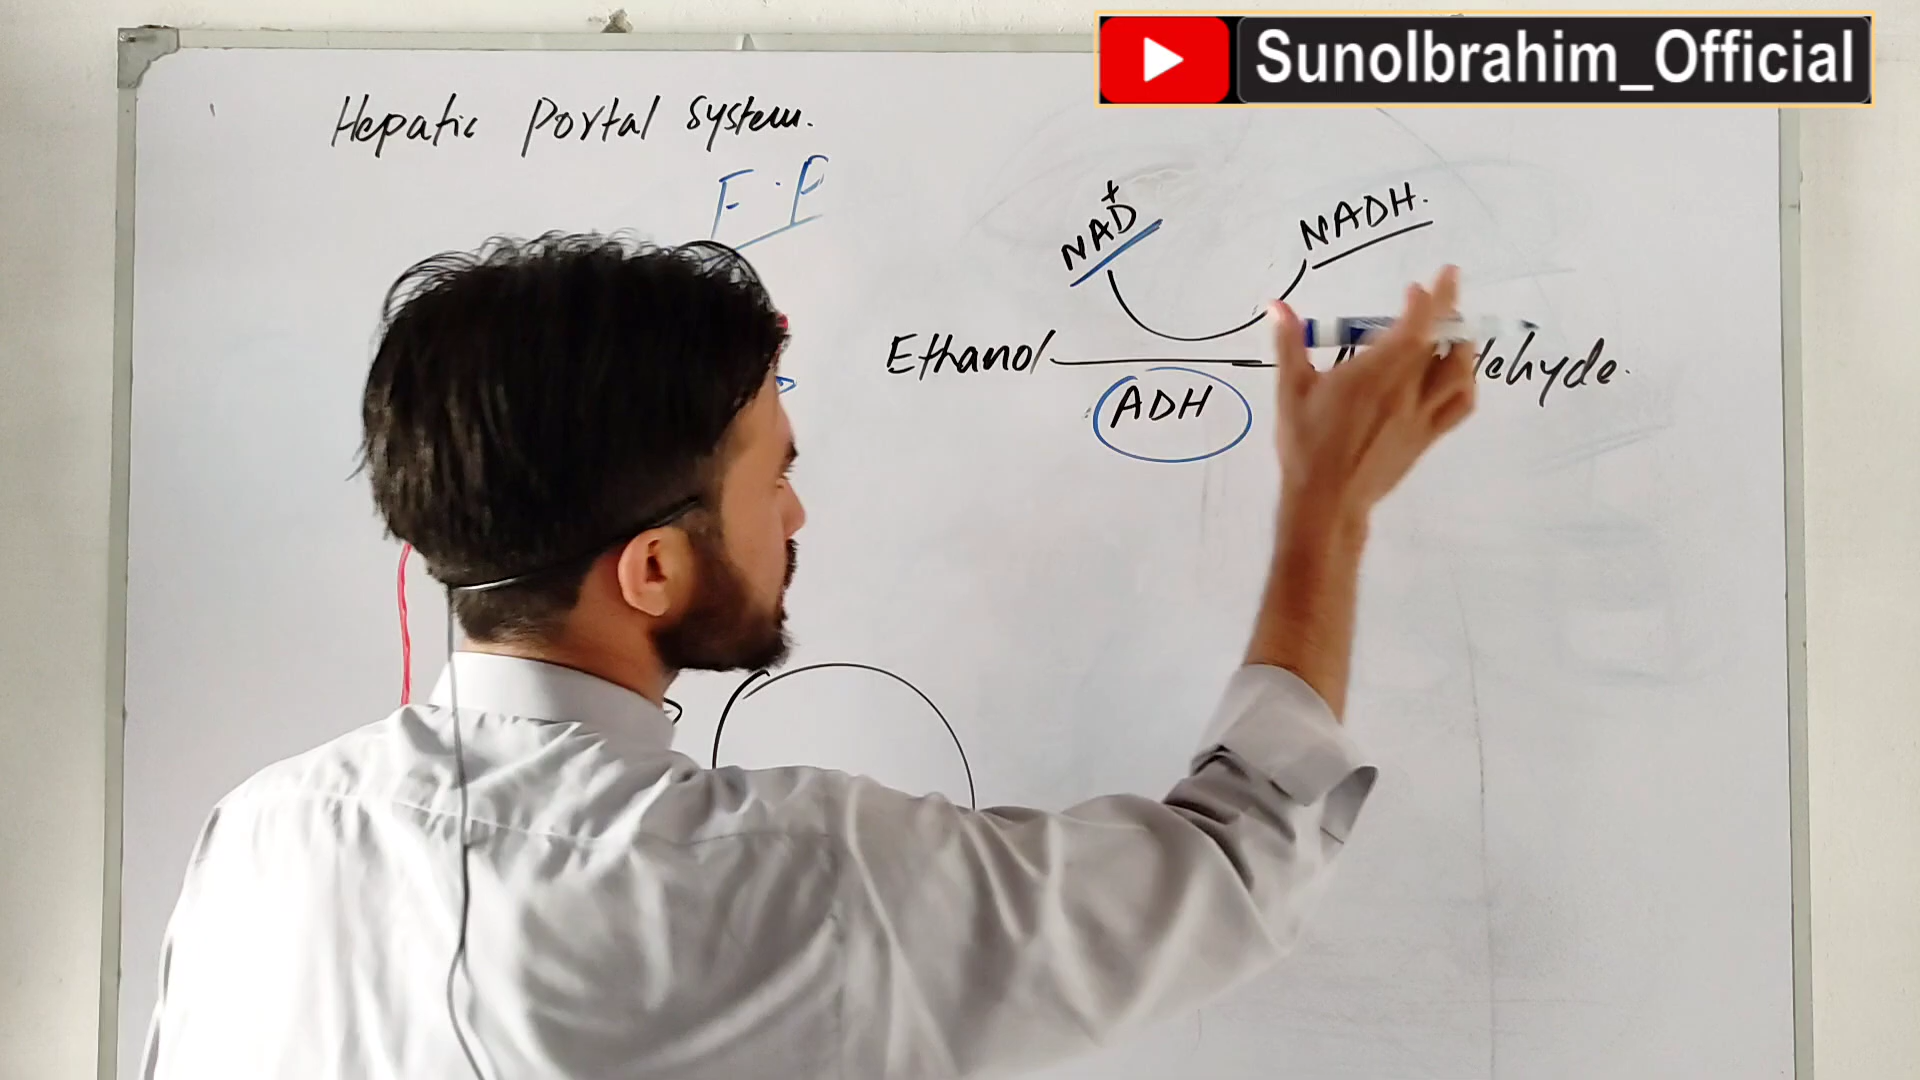 SunoIbrahim_Official
Hepatic Portal System.
F.P
NAD+
NADH.
Ethanol
ADH
dehyde.